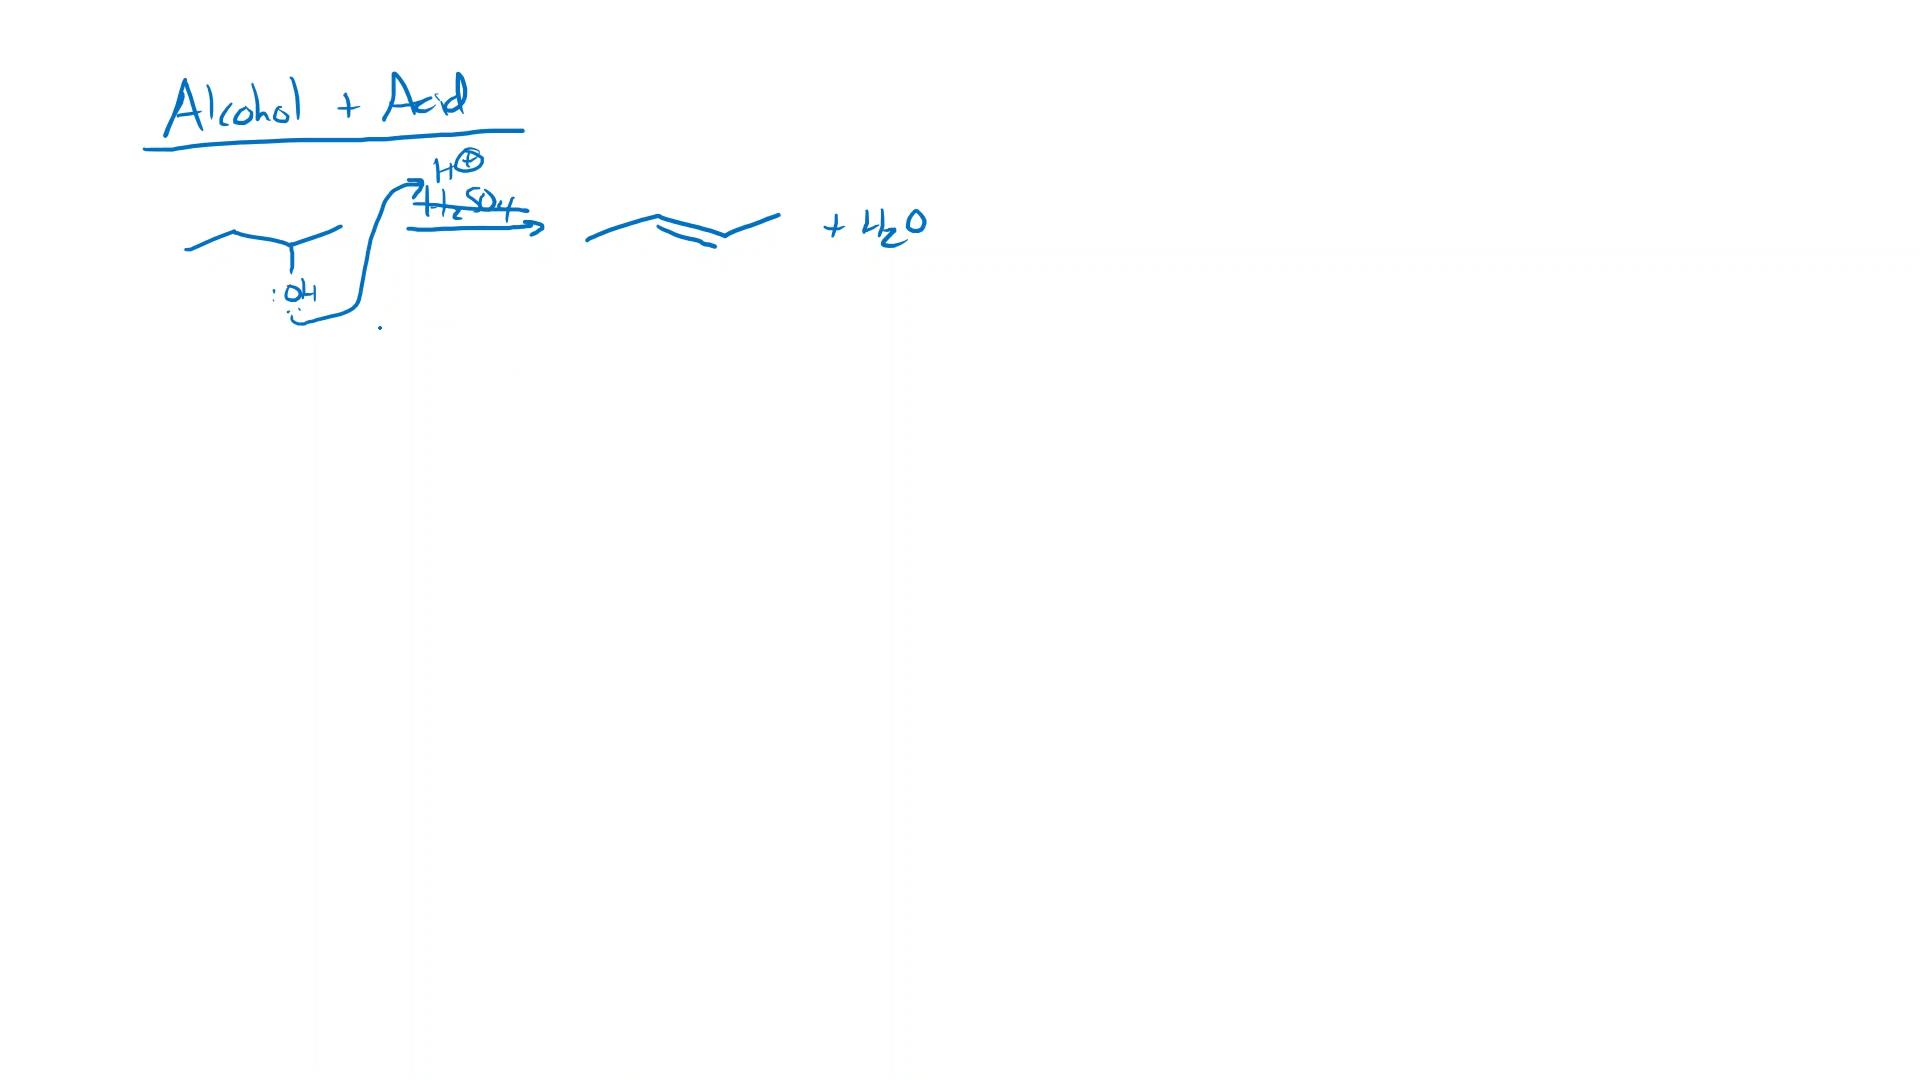 Alcohol + Acid
H⊕
H₂SO₄
+ H₂O
:OH